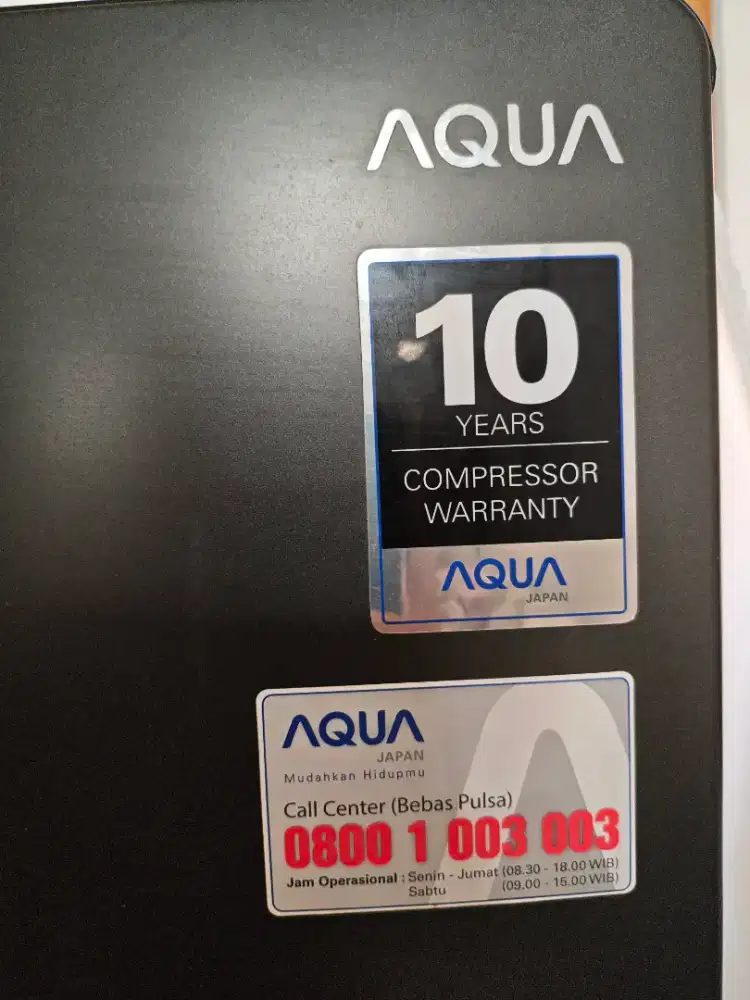 AQUA
10
YEARS
COMPRESSOR
WARRANTY
AQUA
JAPAN
AQUA
JAPAN
Mudahkan Hidupmu
Call Center (Bebas Pulsa)
0800 1 003 003
Jam Operasional : Senin - Jumat (08.30 - 18.00 WIB)
Sabtu (09.00 - 15.00 WIB)